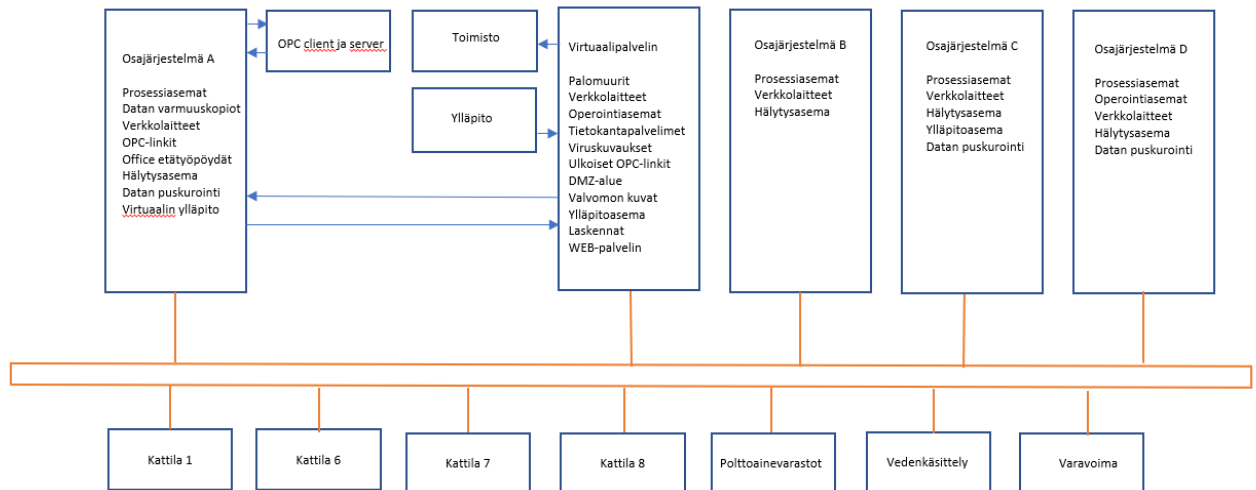 Osajärjestelmä A
Prosessiasemat
Datan varmuuskopiot
Verkkolaitteet
OPC-linkit
Office etätyöpöydät
Hälytysasema
Datan puskurointi
Virtuaalin ylläpito
OPC client ja server
Toimisto
Ylläpito
Virtuaalipalvelin
Palomuurit
Verkkolaitteet
Operointiasemat
Tietokantapalvelimet
Viruskuvaukset
Ulkoiset OPC-linkit
DMZ-alue
Valvomon kuvat
Ylläpitoasema
Laskennat
WEB-palvelin
Osajärjestelmä B
Prosessiasemat
Verkkolaitteet
Hälytysasema
Osajärjestelmä C
Prosessiasemat
Verkkolaitteet
Hälytysasema
Ylläpitoasema
Datan puskurointi
Osajärjestelmä D
Prosessiasemat
Operointiasemat
Verkkolaitteet
Hälytysasema
Datan puskurointi
Kattila 1
Kattila 6
Kattila 7
Kattila 8
Polttoainevarastot
Vedenkäsittely
Varavoima